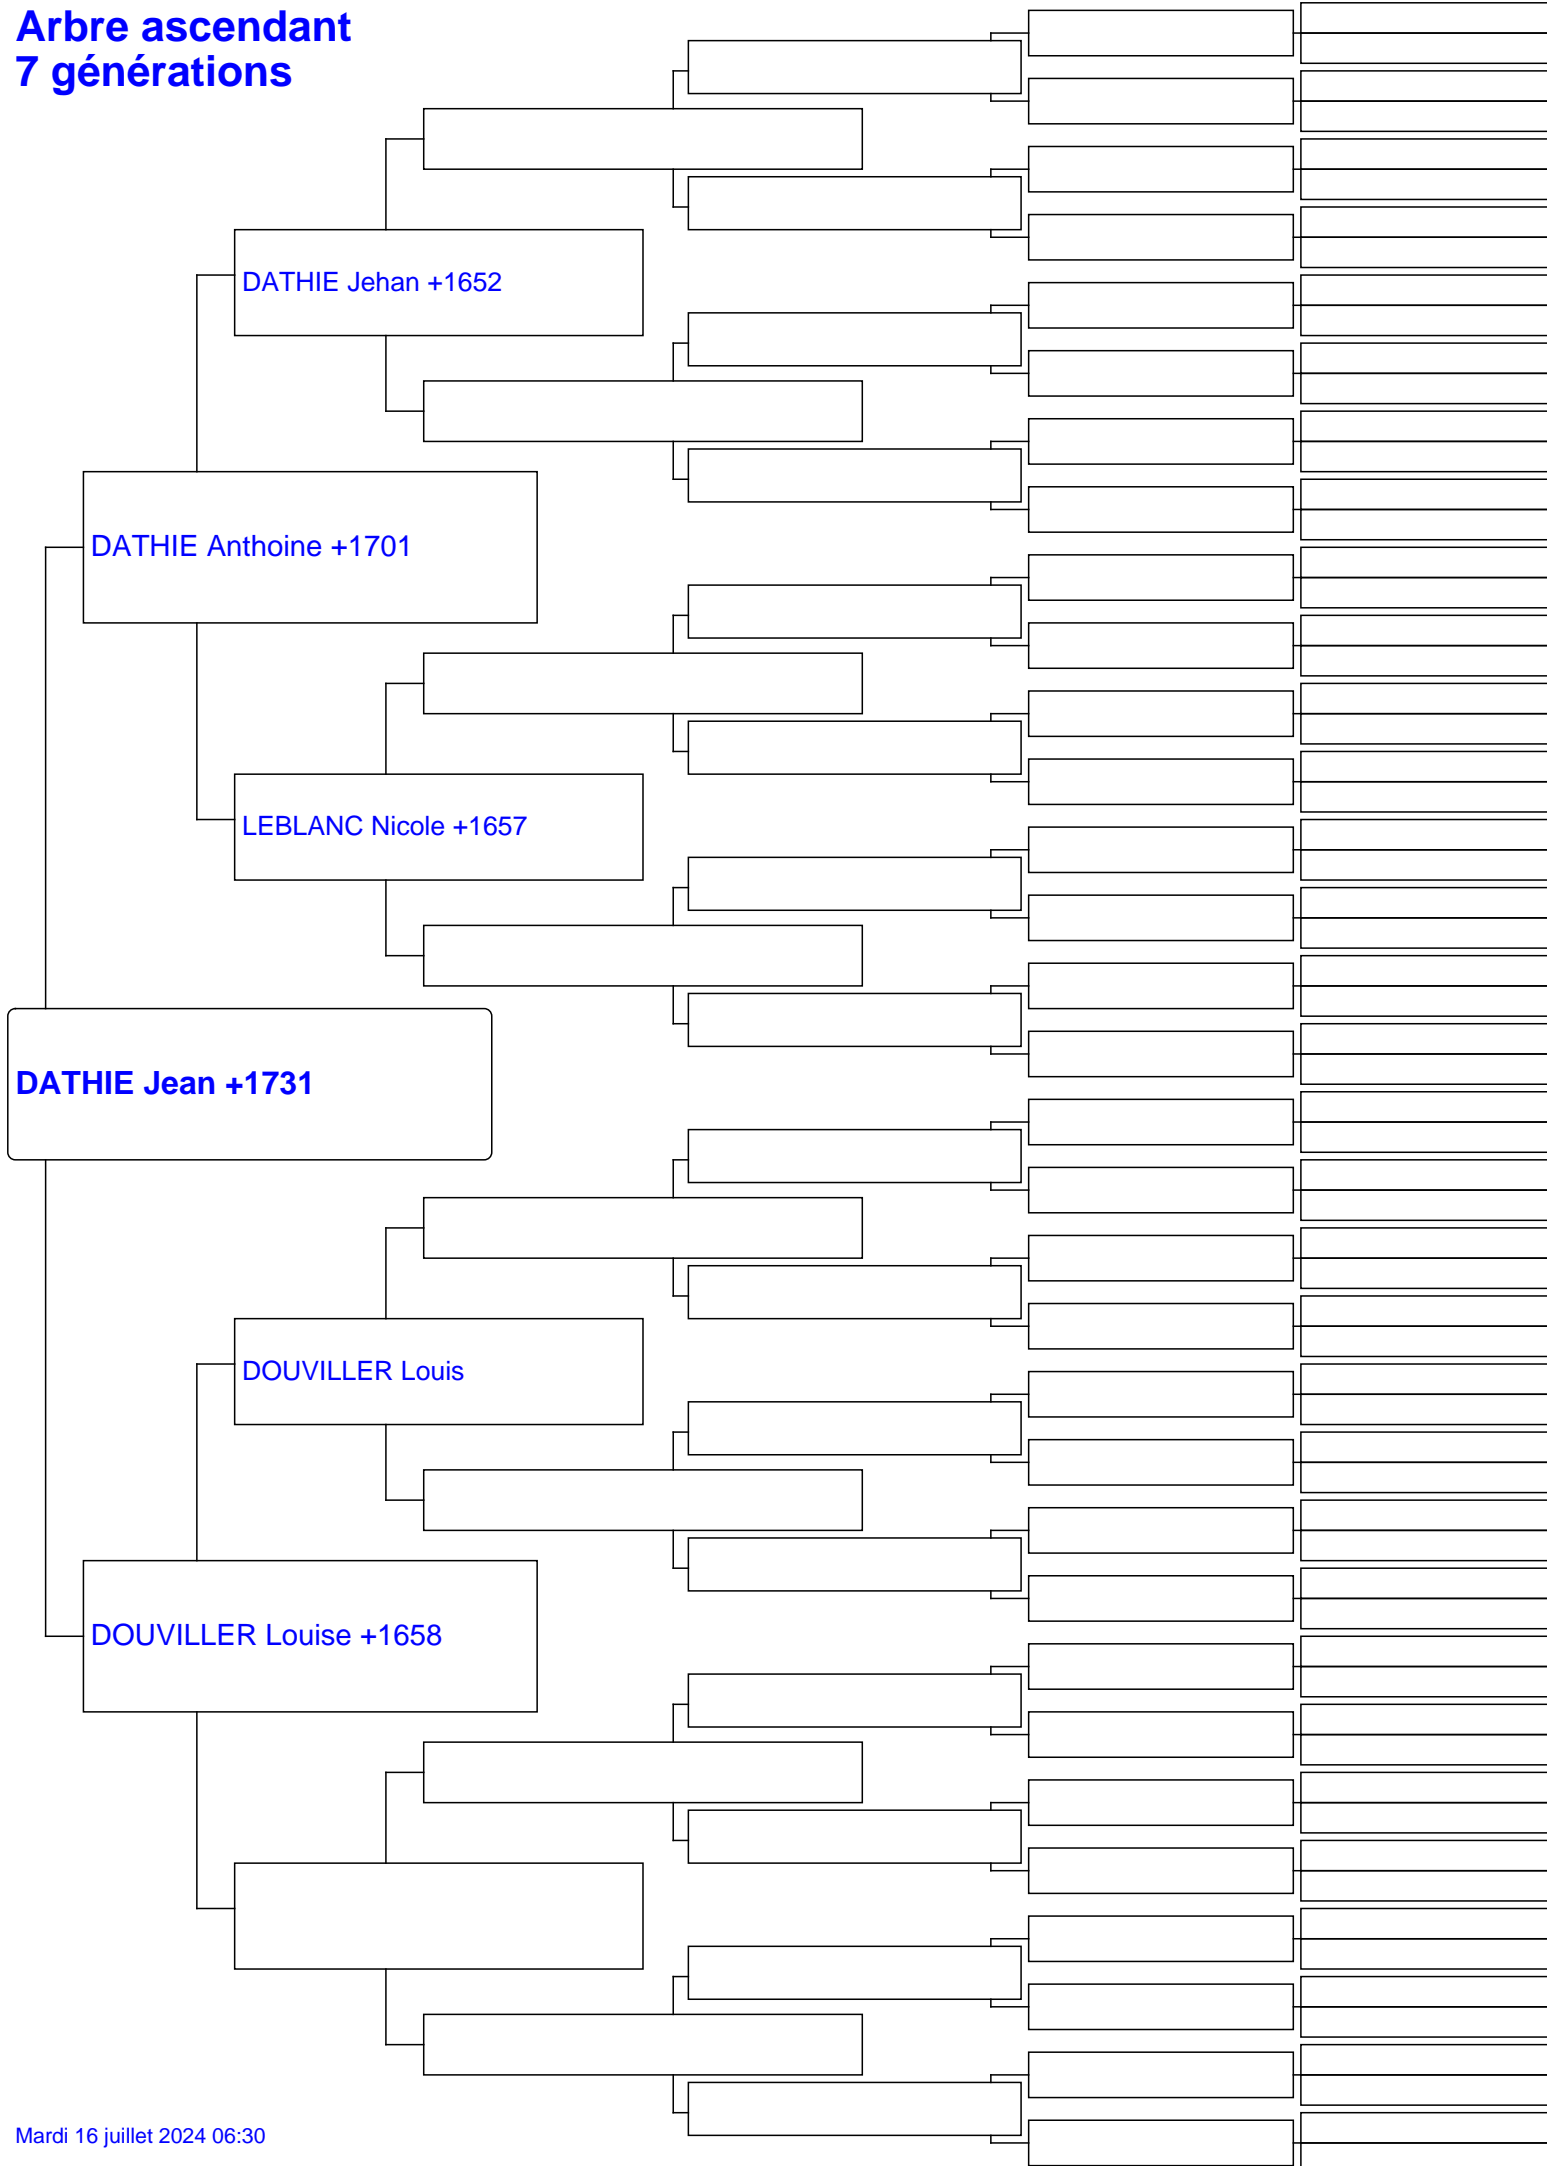 Arbre ascendant
7 générations
DATHIE Jehan +1652
DATHIE Anthoine +1701
LEBLANC Nicole +1657
DATHIE Jean +1731
DOUVILLER Louis
DOUVILLER Louise +1658
Mardi 16 juillet 2024 06:30